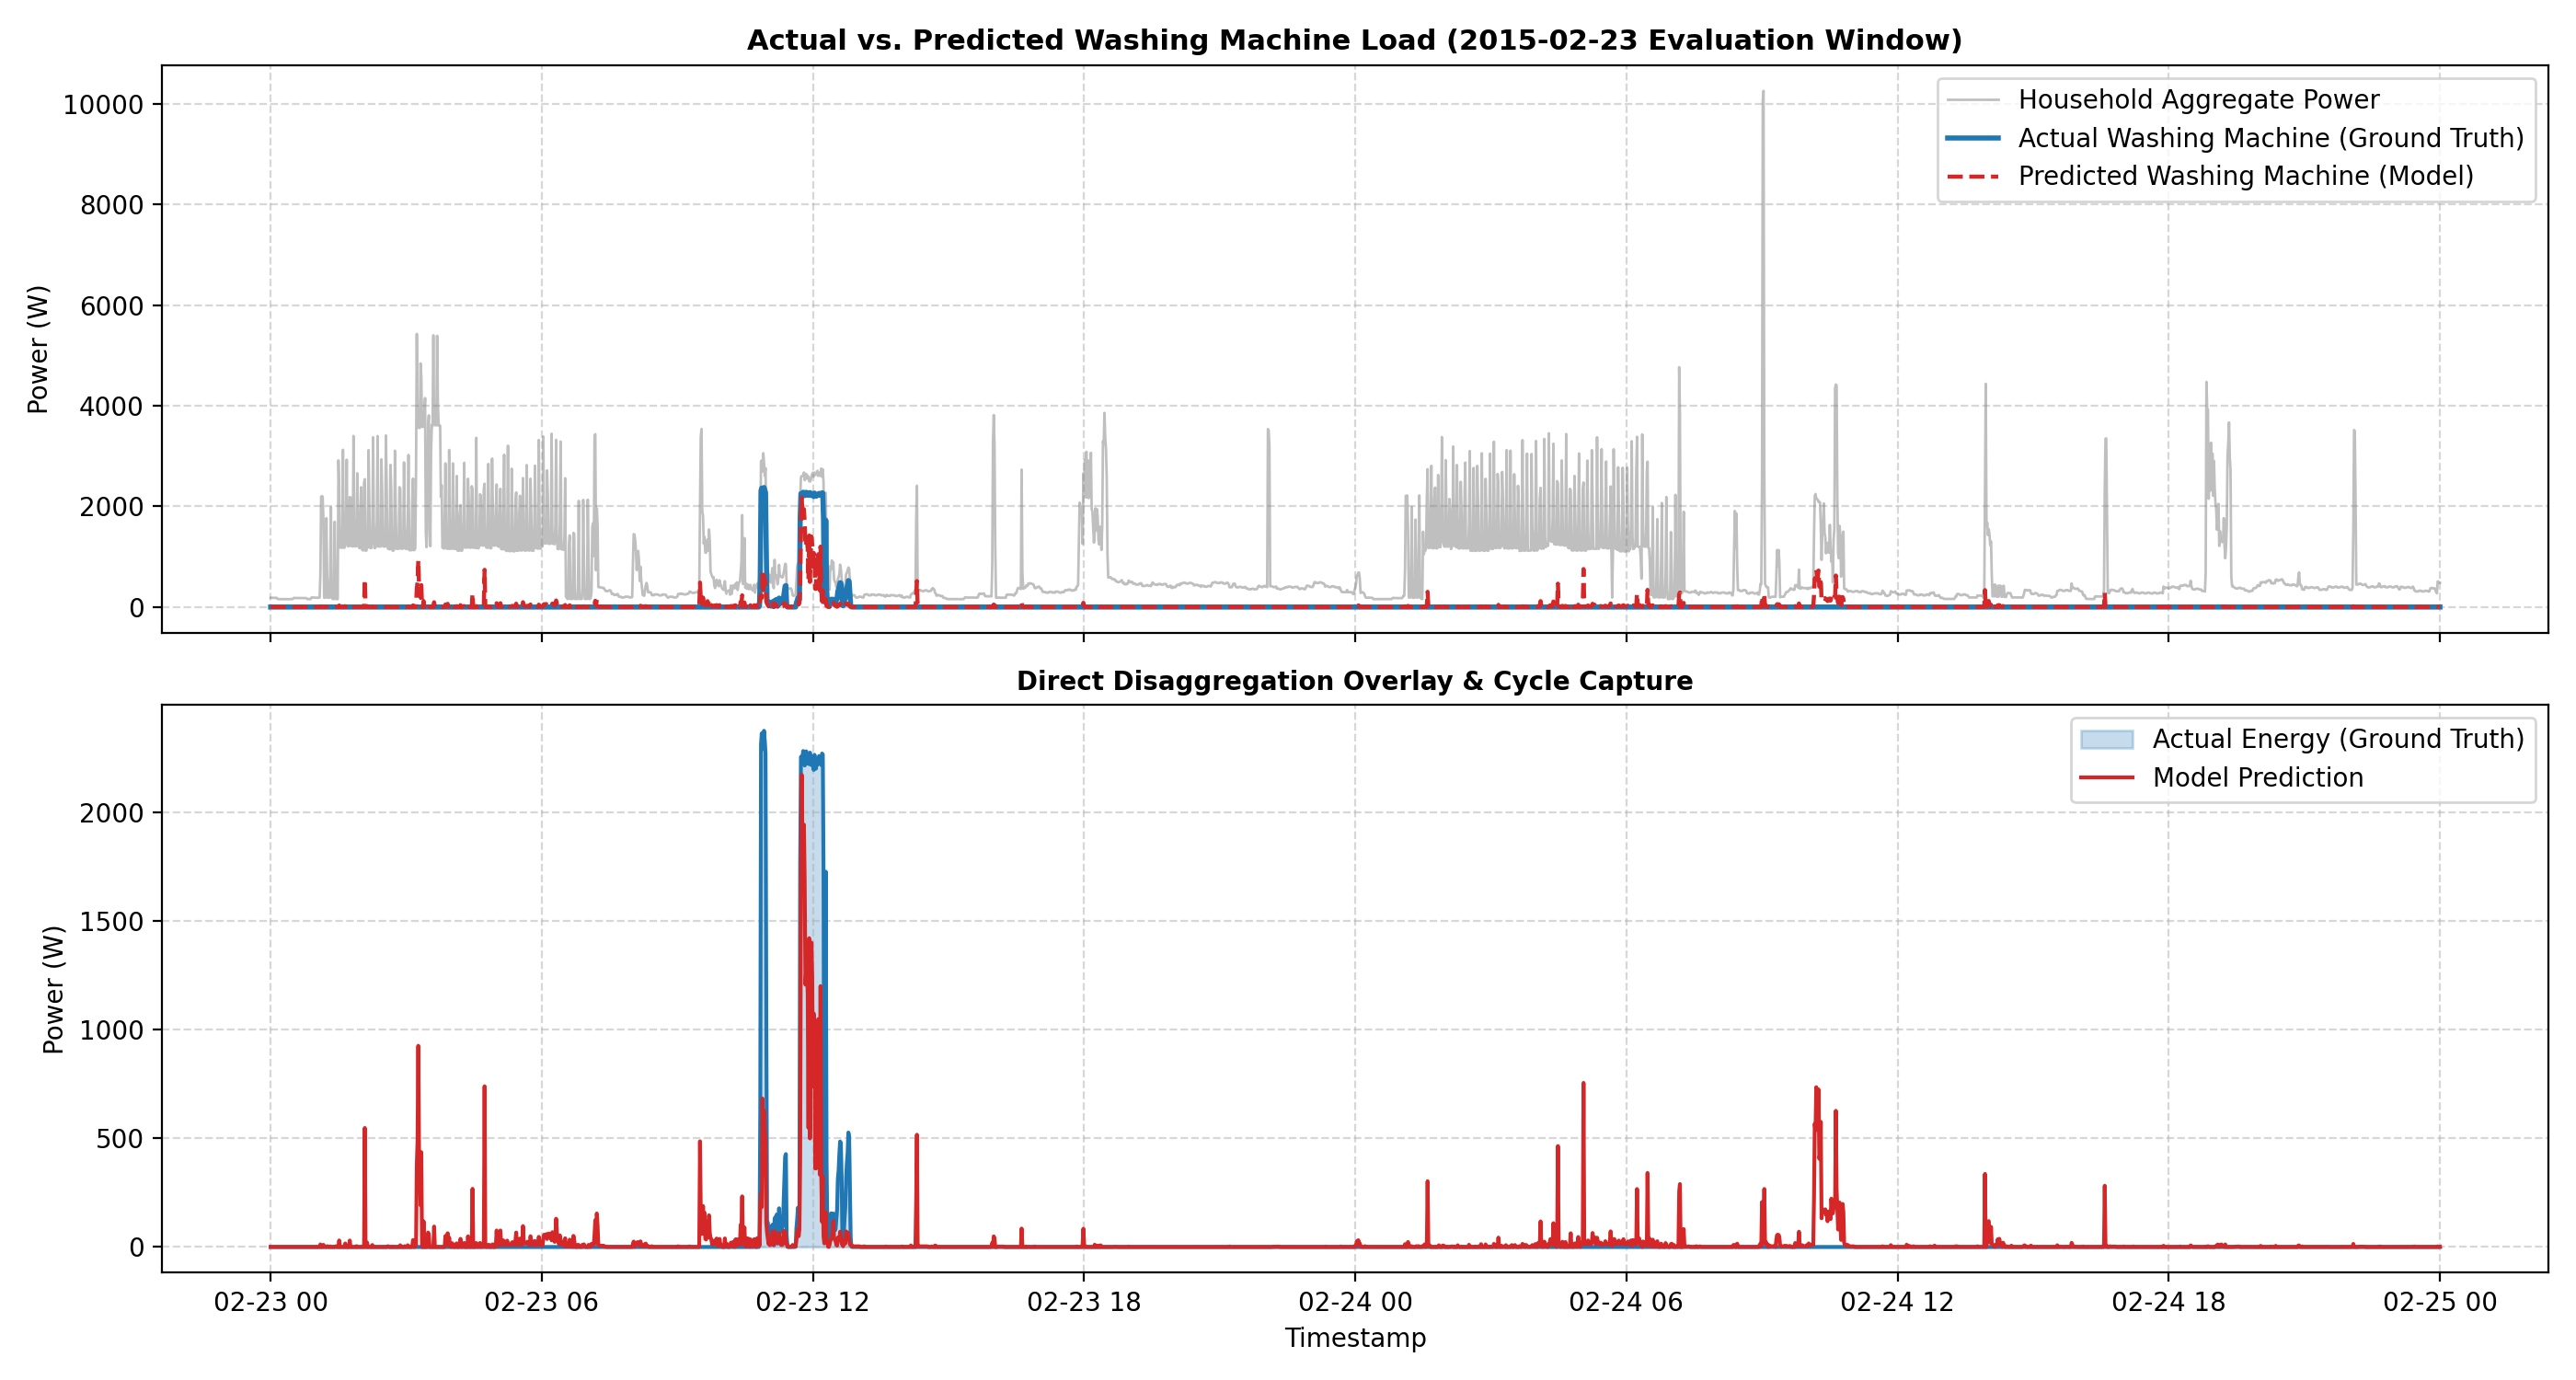 Actual vs. Predicted Washing Machine Load (2015-02-23 Evaluation Window)
10000
8000
6000
4000
2000
0
Power (W)
Household Aggregate Power
Actual Washing Machine (Ground Truth)
Predicted Washing Machine (Model)
Direct Disaggregation Overlay & Cycle Capture
2000
1500
1000
500
0
Power (W)
Actual Energy (Ground Truth)
Model Prediction
02-23 00
02-23 06
02-23 12
02-23 18
02-24 00
02-24 06
02-24 12
02-24 18
02-25 00
Timestamp